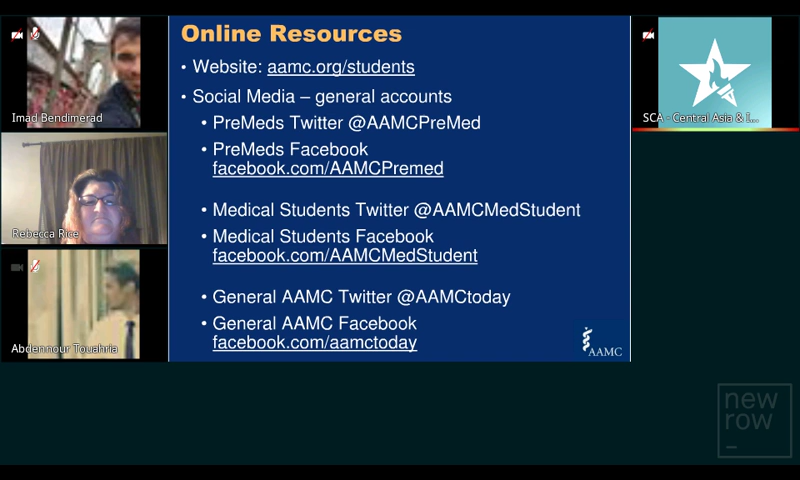 Online Resources
• Website: aamc.org/students
• Social Media – general accounts
• PreMeds Twitter @AAMCPreMed
• PreMeds Facebook
facebook.com/AAMCPremed
• Medical Students Twitter @AAMCMedStudent
• Medical Students Facebook
facebook.com/AAMCMedStudent
• General AAMC Twitter @AAMCtoday
• General AAMC Facebook
facebook.com/aamctoday
AAMC
Imad Bendimerad
Rebecca Rice
Abdennour Touahria
SCA - Central Asia & I...
new
row
_